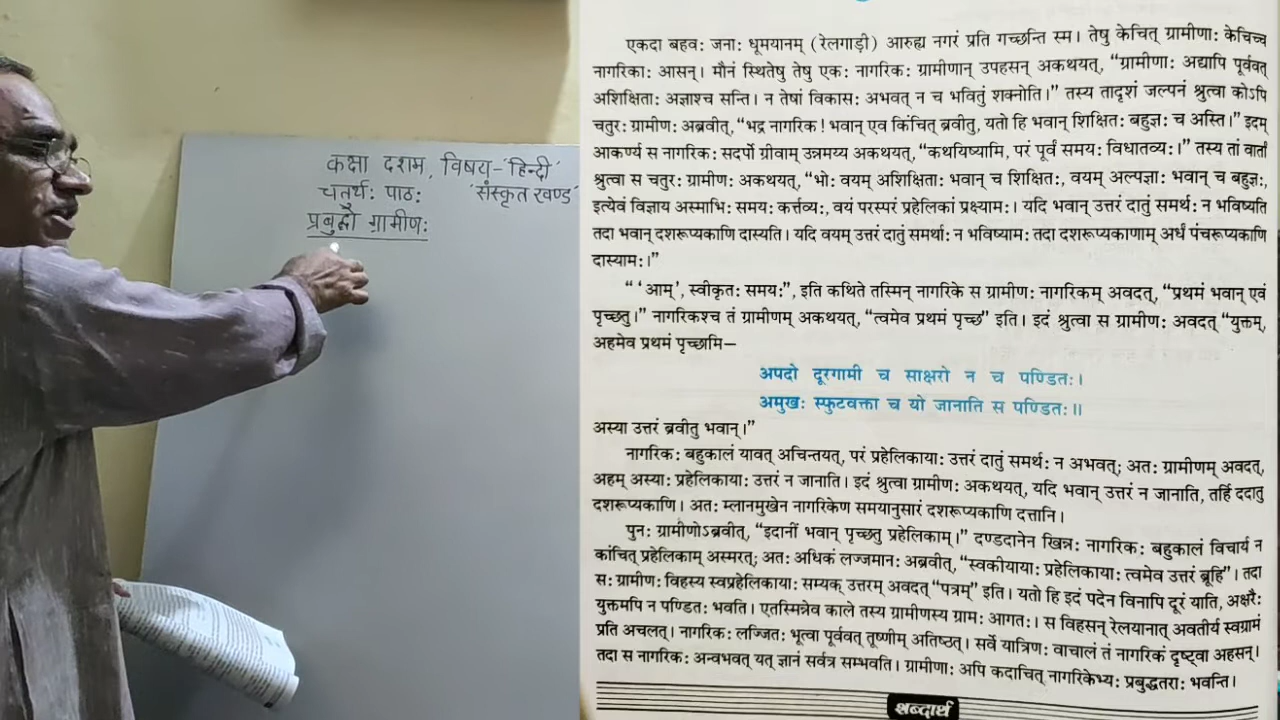 कक्षा दशम, विषय-'हिन्दी'
चतुर्थ: पाठ: 'संस्कृत खण्ड'
प्रबुद्धो ग्रामीण:
एकदा बहव: जना: धूमयानम् (रेलगाड़ी) आरुह्य नगरं प्रति गच्छन्ति स्म। तेषु केचित् ग्रामीणा: केचिच्च
नागरिका: आसन्। मौनं स्थितेषु तेषु एक: नागरिक: ग्रामीणान् उपहसन् अकथयत्, “ग्रामीणा: अद्यापि पूर्ववत्
अशिक्षिता: अज्ञाश्च सन्ति। न तेषां विकास: अभवत् न च भवितुं शक्नोति।” तस्य तादृशं जल्पनं श्रुत्वा कोऽपि
चतुर: ग्रामीण: अब्रवीत्, “भद्र नागरिक! भवान् एव किंचित् ब्रवीतु, यतो हि भवान् शिक्षित: बहुज्ञ: च अस्ति।” इदम्
आकर्ण्य स नागरिक: सदर्पो ग्रीवाम् उन्नमय्य अकथयत्, “कथयिष्यामि, परं पूर्वं समय: विधातव्य:।” तस्य तां वार्तां
श्रुत्वा स चतुर: ग्रामीण: अकथयत्, “भो: वयम् अशिक्षिता: भवान् च शिक्षित:, वयम् अल्पज्ञा: भवान् च बहुज्ञ:,
इत्येवं विज्ञाय अस्माभि: समय: कर्त्तव्य:, वयं परस्परं प्रहेलिकां प्रक्ष्याम:। यदि भवान् उत्तरं दातुं समर्थ: न भविष्यति
तदा भवान् दशरूप्यकाणि दास्यति। यदि वयम् उत्तरं दातुं समर्था: न भविष्याम: तदा दशरूप्यकाणाम् अर्धं पंचरूप्यकाणि
दास्याम:।”
“ ‘आम्’, स्वीकृत: समय:”, इति कथिते तस्मिन् नागरिके स ग्रामीण: नागरिकम् अवदत्, “प्रथमं भवान् एवं
पृच्छतु।” नागरिकश्च तं ग्रामीणम् अकथयत्, “त्वमेव प्रथमं पृच्छ” इति। इदं श्रुत्वा स ग्रामीण: अवदत् “युक्तम्,
अहमेव प्रथमं पृच्छामि–
अपदो दूरगामी च साक्षरो न च पण्डित:।
अमुख: स्फुटवक्ता च यो जानाति स पण्डित:॥
अस्या उत्तरं ब्रवीतु भवान्।”
नागरिक: बहुकालं यावत् अचिन्तयत्, परं प्रहेलिकाया: उत्तरं दातुं समर्थ: न अभवत्; अत: ग्रामीणम् अवदत्,
अहम् अस्या: प्रहेलिकाया: उत्तरं न जानाति। इदं श्रुत्वा ग्रामीण: अकथयत्, यदि भवान् उत्तरं न जानाति, तर्हि ददातु
दशरूप्यकाणि। अत: म्लानमुखेन नागरिकेण समयानुसारं दशरूप्यकाणि दत्तानि।
पुन: ग्रामीणोऽब्रवीत्, “इदानीं भवान् पृच्छतु प्रहेलिकाम्।” दण्डदानेन खिन्न: नागरिक: बहुकालं विचार्य न
कांचित् प्रहेलिकाम् अस्मरत्; अत: अधिकं लज्जमान: अब्रवीत्, “स्वकीयाया: प्रहेलिकाया: त्वमेव उत्तरं ब्रूहि”। तदा
स: ग्रामीण: विहस्य स्वप्रहेलिकाया: सम्यक् उत्तरम् अवदत् “पत्रम्” इति। यतो हि इदं पदेन विनापि दूरं याति, अक्षरै:
युक्तमपि न पण्डित: भवति। एतस्मिन्नेव काले तस्य ग्रामीणस्य ग्राम: आगत:। स विहसन् रेलयानात् अवतीर्य स्वग्रामं
प्रति अचलत्। नागरिक: लज्जित: भूत्वा पूर्ववत् तूष्णीम् अतिष्ठत्। सर्वे यात्रिण: वाचालं तं नागरिकं दृष्ट्वा अहसन्।
तदा स नागरिक: अन्वभवत् यत् ज्ञानं सर्वत्र सम्भवति। ग्रामीणा: अपि कदाचित् नागरिकेभ्य: प्रबुद्धतरा: भवन्ति।
शब्दार्थ